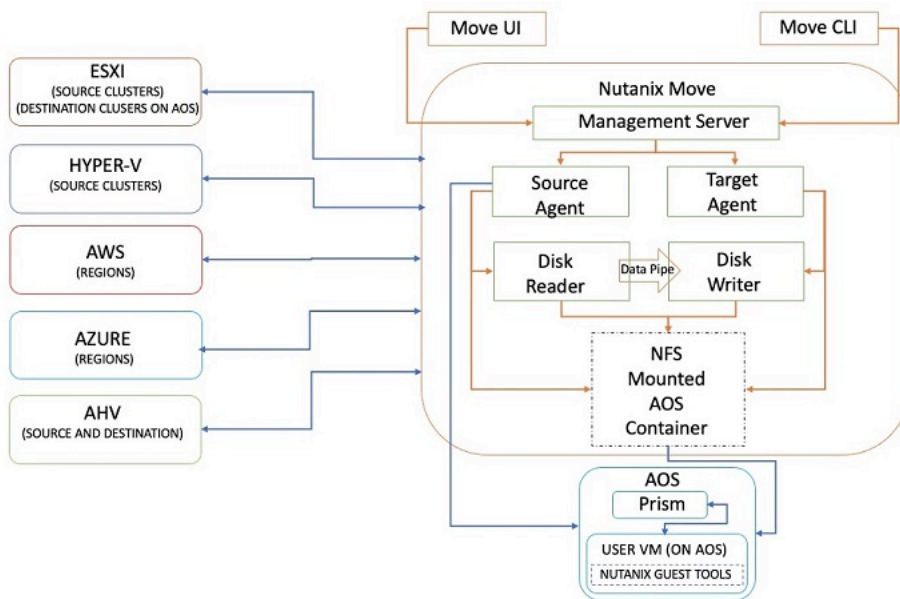 Move UI
Move CLI
ESXI
(SOURCE CLUSTERS)
(DESTINATION CLUSERS ON AOS)
HYPER-V
(SOURCE CLUSTERS)
AWS
(REGIONS)
AZURE
(REGIONS)
AHV
(SOURCE AND DESTINATION)
Nutanix Move
Management Server
Source
Agent
Target
Agent
Disk
Reader
Data Pipe
Disk
Writer
NFS
Mounted
AOS
Container
AOS
Prism
USER VM (ON AOS)
NUTANIX GUEST TOOLS